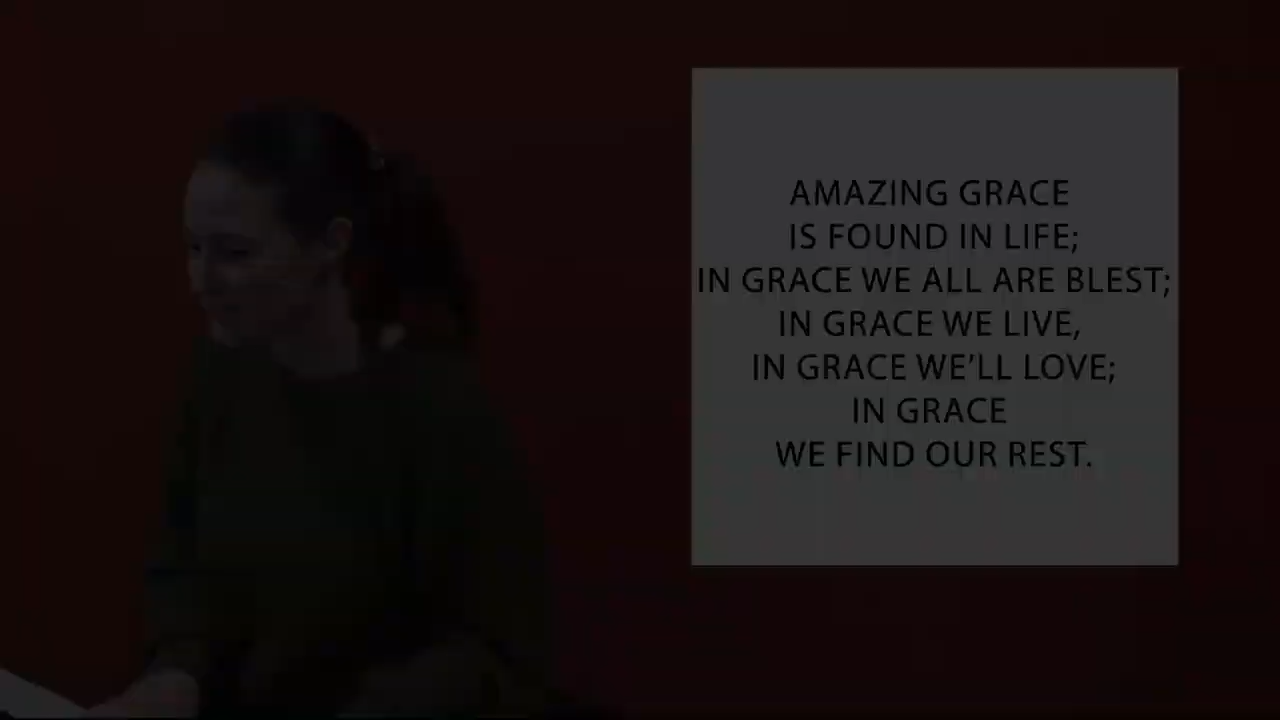 AMAZING GRACE
IS FOUND IN LIFE;
IN GRACE WE ALL ARE BLEST;
IN GRACE WE LIVE,
IN GRACE WE'LL LOVE;
IN GRACE
WE FIND OUR REST.